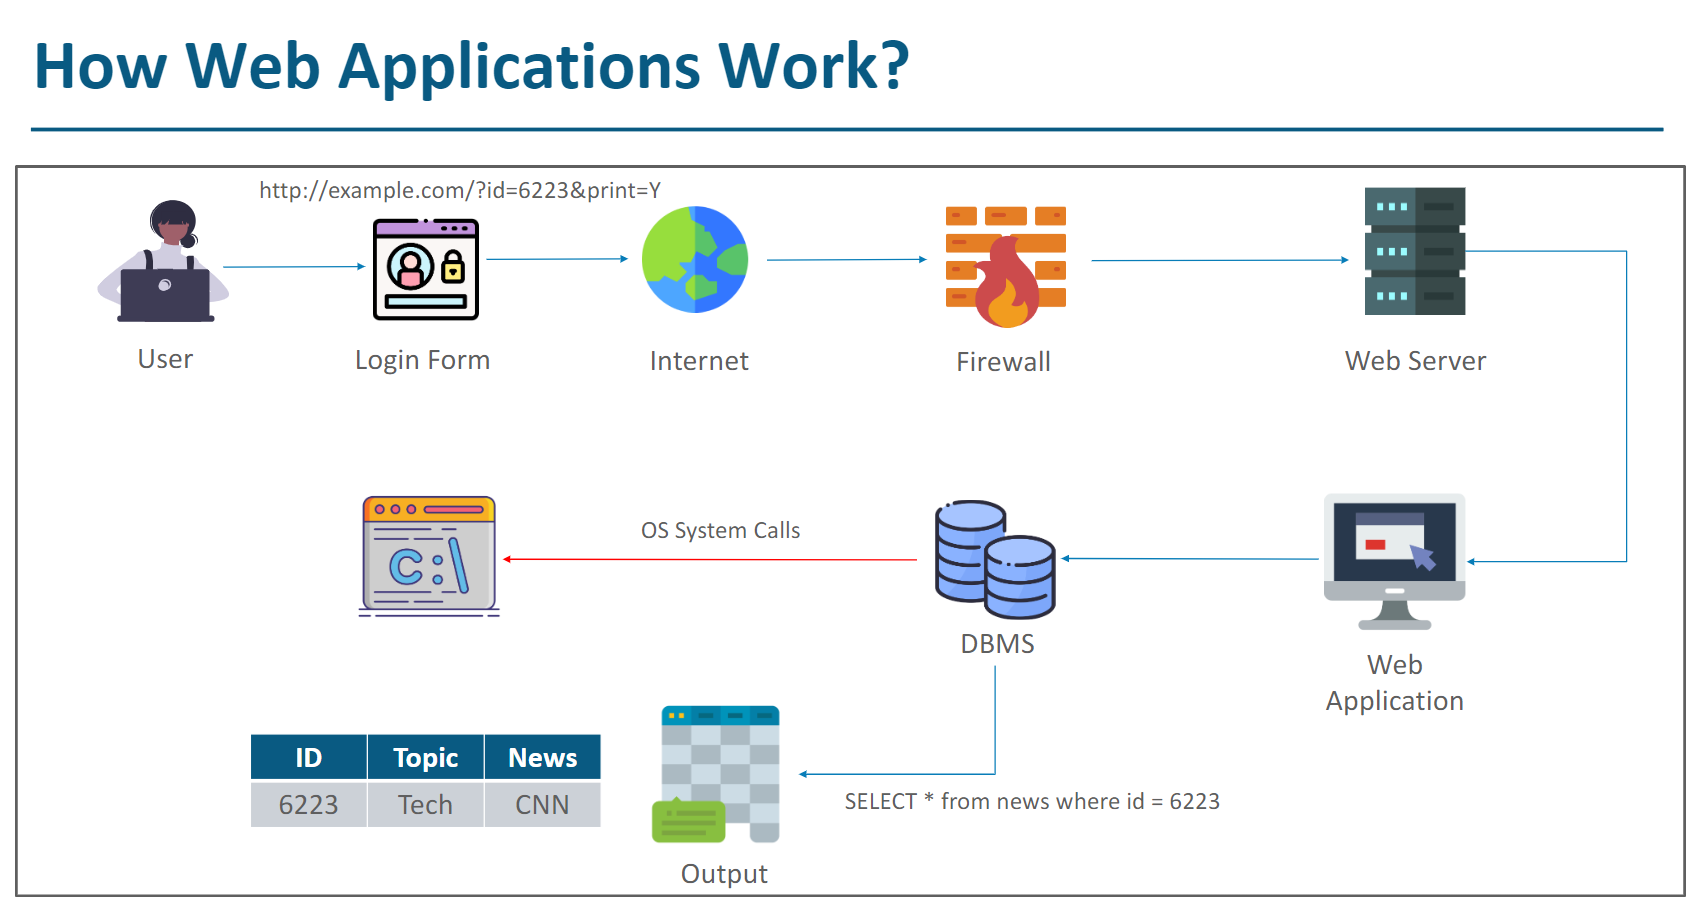 How Web Applications Work?
http://example.com/?id=6223&print=Y
User
Login Form
Internet
Firewall
Web Server
C:\
OS System Calls
DBMS
Web
Application
ID Topic News
6223 Tech CNN
SELECT * from news where id = 6223
Output